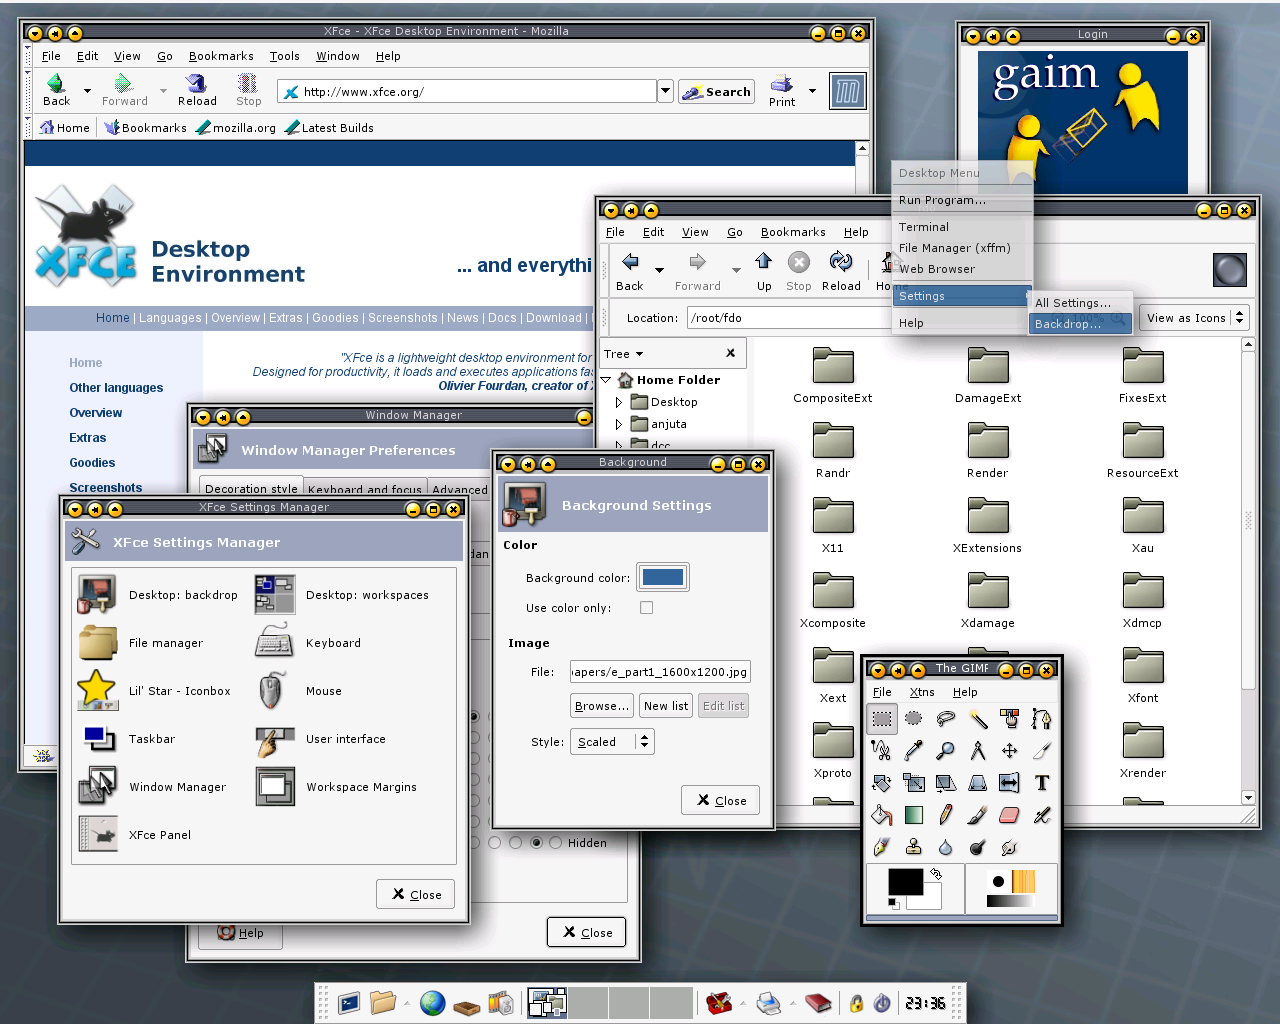 XFce - XFce Desktop Environment - Mozilla
File Edit View Go Bookmarks Tools Window Help
Back Forward Reload Stop http://www.xfce.org/ Search Print
Home Bookmarks mozilla.org Latest Builds
XFCE
Desktop
Environment
... and everythi
Home | Languages | Overview | Extras | Goodies | Screenshots | News | Docs | Download |
Home
Other languages
Overview
Extras
Goodies
Screenshots
"XFce is a lightweight desktop environment for
Designed for productivity, it loads and executes applications fas
Olivier Fourdan, creator of X
Login
gaim
Desktop Menu
Run Program...
Terminal
File Manager (xffm)
Web Browser
Settings
Help
All Settings...
Backdrop...
File Edit View Go Bookmarks Help
Back Forward Up Stop Reload Home
Location: /root/fdo 100% View as Icons
Tree
Home Folder
Desktop
anjuta
dcc
CompositeExt DamageExt FixesExt
Randr Render ResourceExt
X11 XExtensions Xau
Xcomposite Xdamage Xdmcp
Xext Xfont
Xproto Xrender
Window Manager
Window Manager Preferences
Decoration style Keyboard and focus Advanced
dan
Hidden
Help Close
XFce Settings Manager
XFce Settings Manager
Desktop: backdrop Desktop: workspaces
File manager Keyboard
Lil' Star - Iconbox Mouse
Taskbar User interface
Window Manager Workspace Margins
XFce Panel
Close
Background
Background Settings
Color
Background color:
Use color only:
Image
File: apers/e_part1_1600x1200.jpg
Browse... New list Edit list
Style: Scaled
Close
The GIMP
File Xtns Help
T
23:36